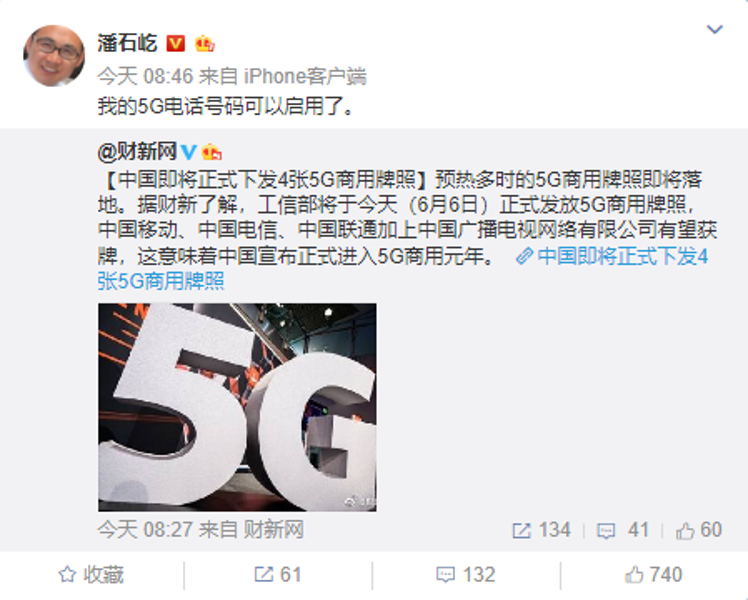 潘石屹
今天 08:46 来自 iPhone客户端
我的5G电话号码可以启用了。
@财新网
【中国即将正式下发4张5G商用牌照】预热多时的5G商用牌照即将落
地。据财新了解，工信部将于今天（6月6日）正式发放5G商用牌照，
中国移动、中国电信、中国联通加上中国广播电视网络有限公司有望获
牌，这意味着中国宣布正式进入5G商用元年。 中国即将正式下发4
张5G商用牌照
5G
今天 08:27 来自 财新网 134 41 60
收藏 61 132 740